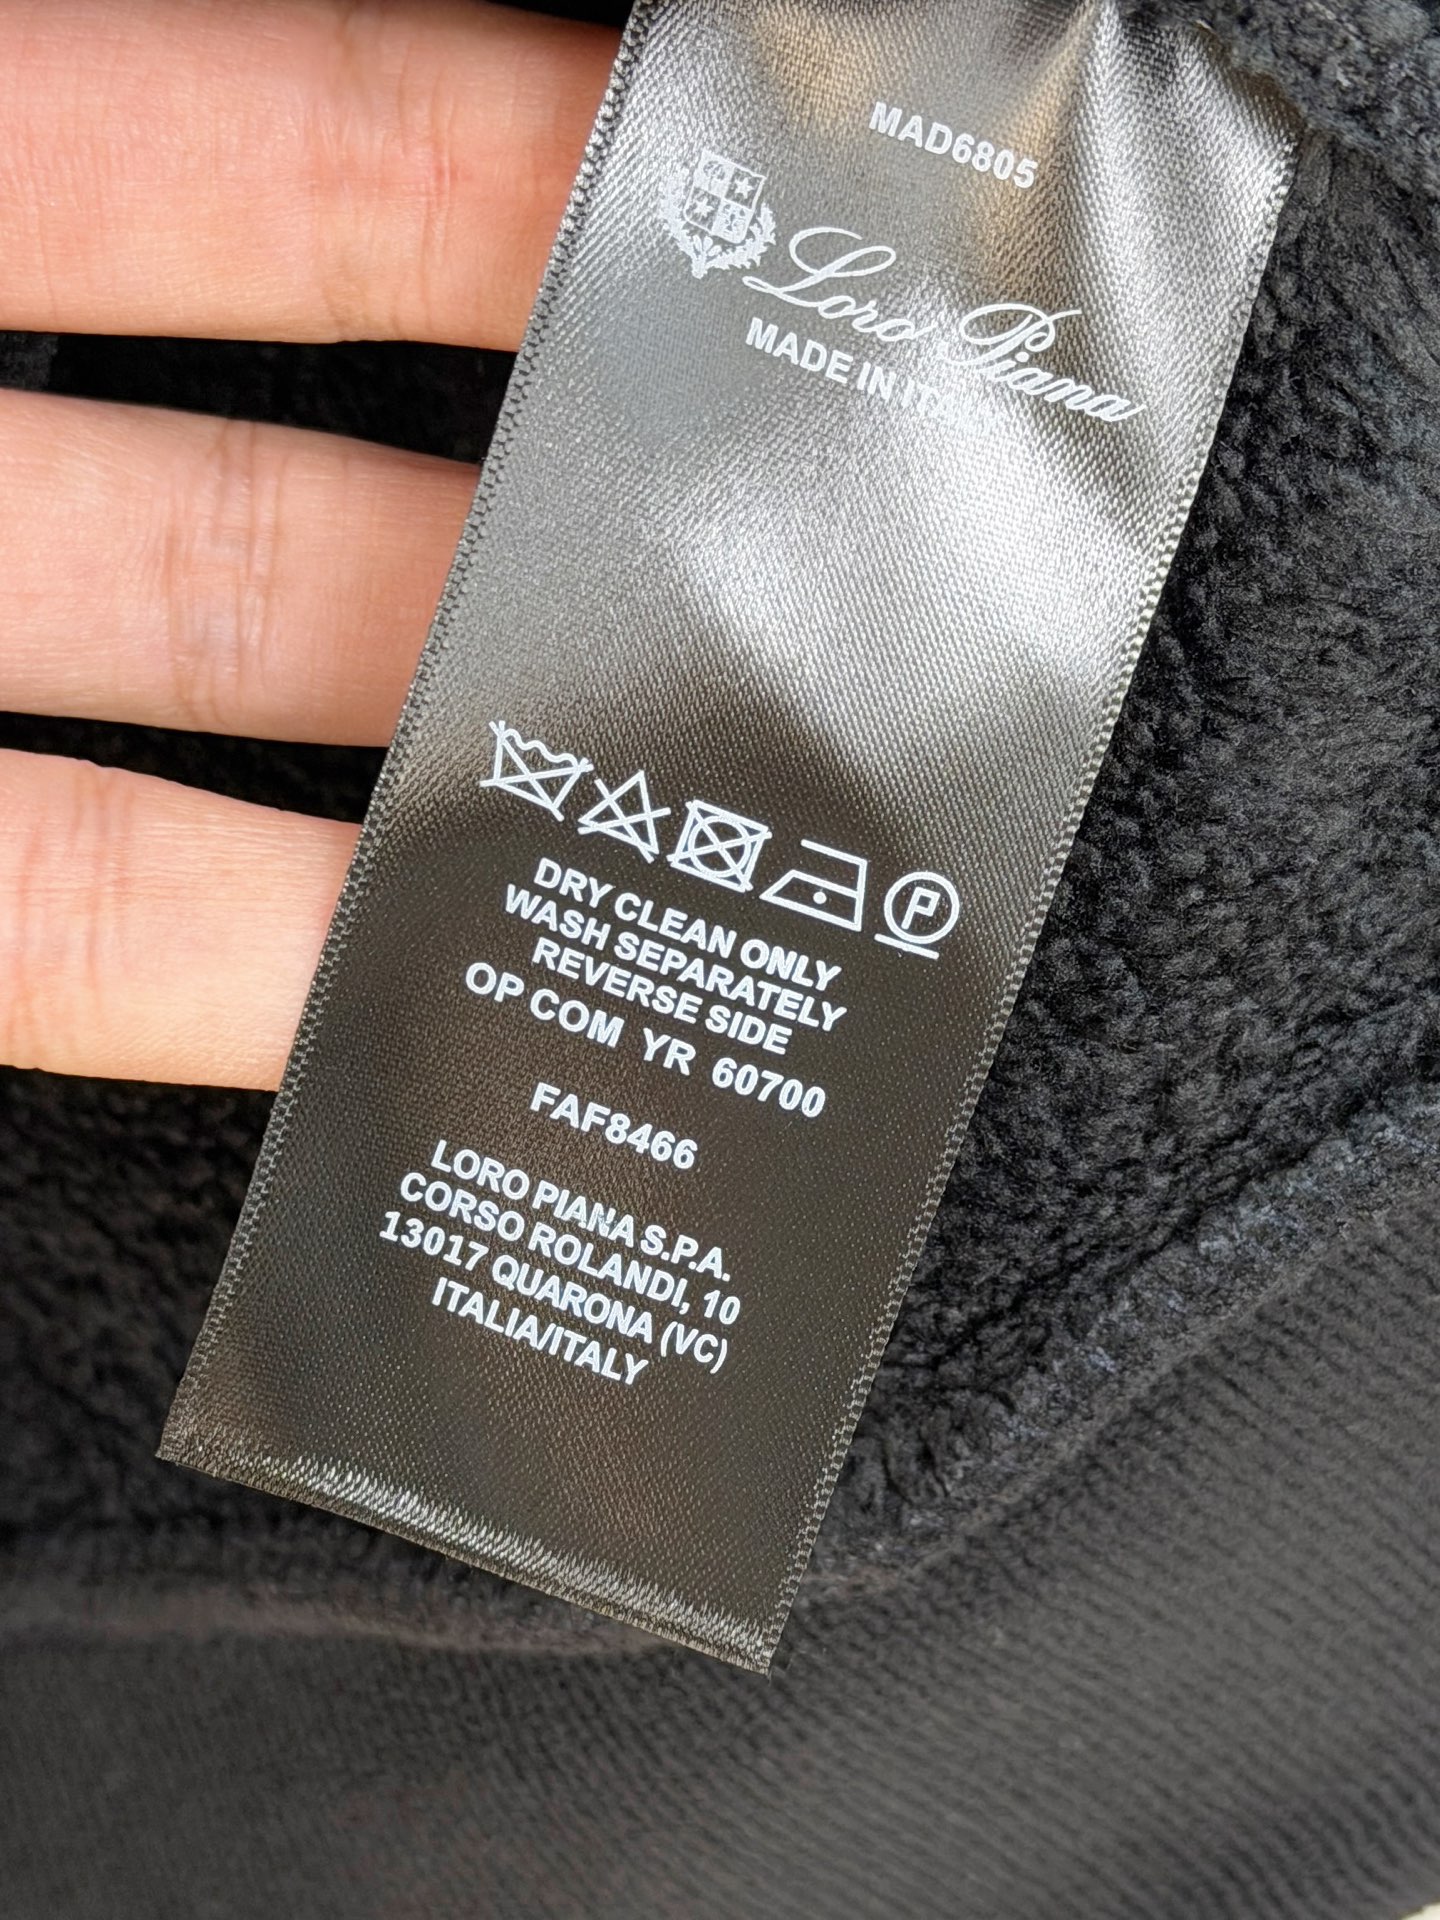 MAD6805
Loro Piana
MADE IN ITALY
P
DRY CLEAN ONLY
WASH SEPARATELY
REVERSE SIDE
OP COM YR 60700
FAF8466
LORO PIANA S.P.A.
CORSO ROLANDI, 10
13017 QUARONA (VC)
ITALIA/ITALY